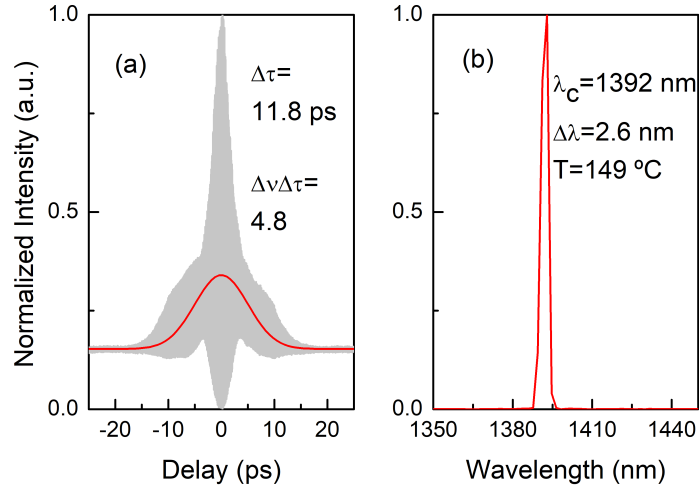 Normalized Intensity (a.u.)
1.0
0.5
0.0
(a)
Δτ=
11.8 ps
ΔνΔτ=
4.8
-20 -10 0 10 20
Delay (ps)
1.0
0.5
0.0
(b)
λC=1392 nm
Δλ=2.6 nm
T=149 ºC
1350 1380 1410 1440
Wavelength (nm)